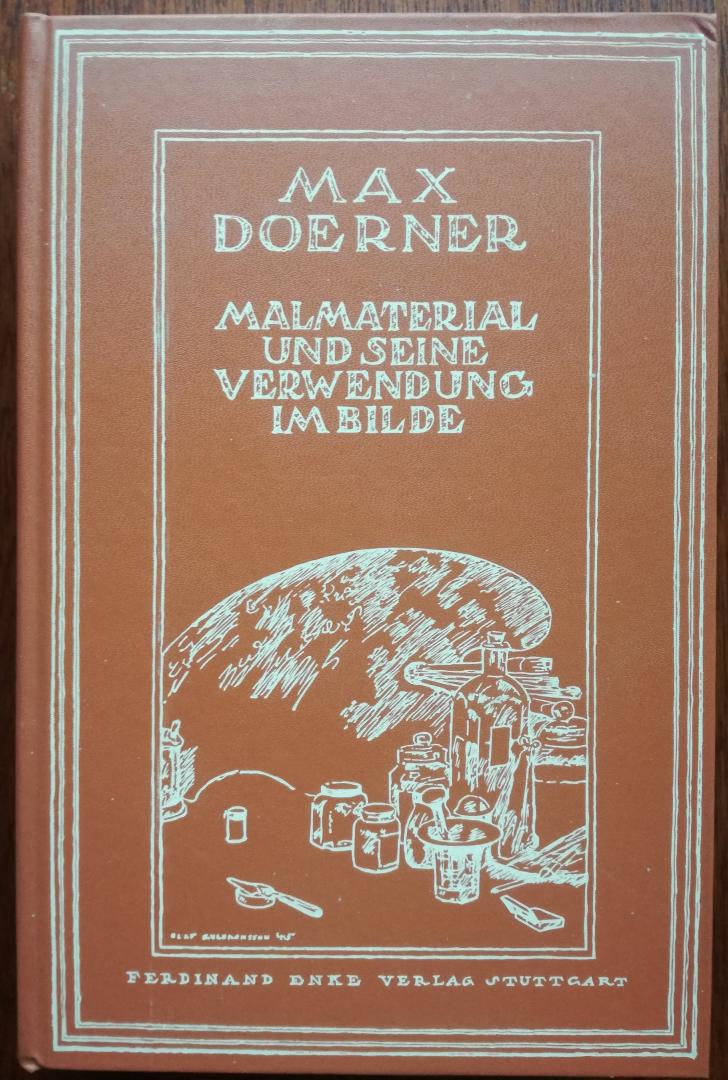 MAX
DOERNER
MALMATERIAL
UND SEINE
VERWENDUNG
IM BILDE
OLAF GULBRANSSON 45
FERDINAND ENKE VERLAG STUTTGART